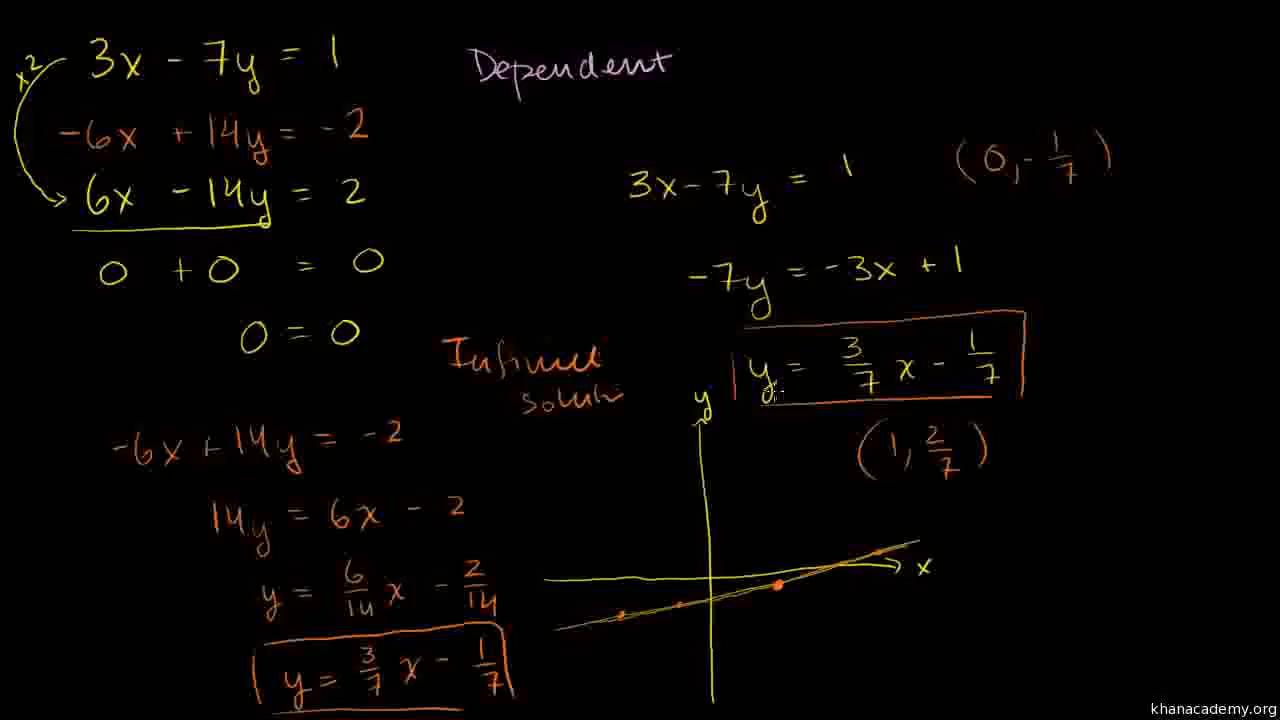 x2
3x - 7y = 1
-6x + 14y = -2
6x - 14y = 2
0 + 0 = 0
0 = 0
Dependent
3x - 7y = 1
(0, -1/7)
-7y = -3x + 1
y = 3/7 x - 1/7
(1, 2/7)
y
x
-6x + 14y = -2
14y = 6x - 2
y = 6/14 x - 2/14
y = 3/7 x - 1/7
khanacademy.org